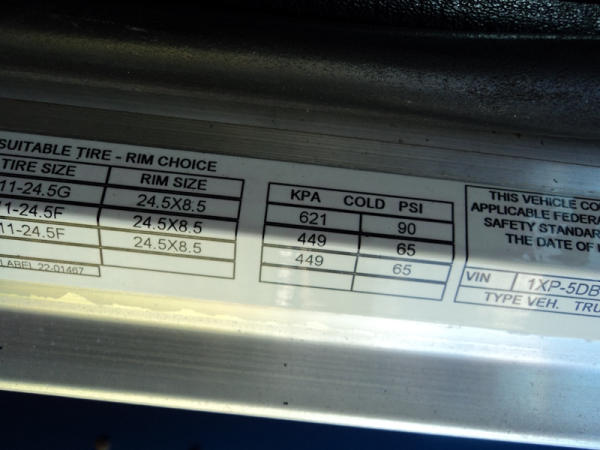 SUITABLE TIRE - RIM CHOICE
TIRE SIZE RIM SIZE
11-24.5G 24.5X8.5
11-24.5F 24.5X8.5
11-24.5F 24.5X8.5
LABEL 22-01467
KPA COLD PSI
621 90
449 65
449 65
THIS VEHICLE CO
APPLICABLE FEDERA
SAFETY STANDAR
THE DATE OF
VIN 1XP-5DB
TYPE VEH. TRU